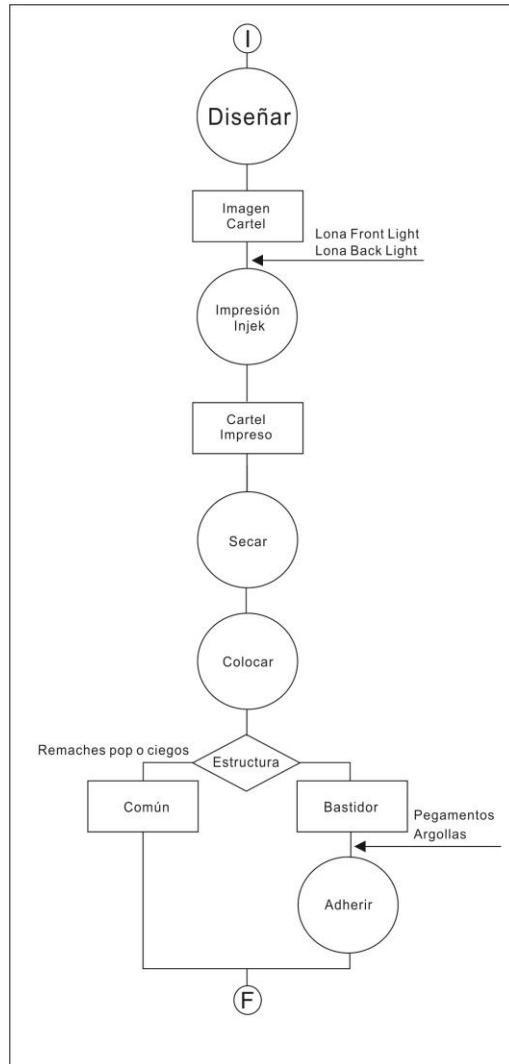 I
Diseñar
Imagen
Cartel
Lona Front Light
Lona Back Light
Impresión
Injek
Cartel
Impreso
Secar
Colocar
Remaches pop o ciegos
Estructura
Común
Bastidor
Pegamentos
Argollas
Adherir
F